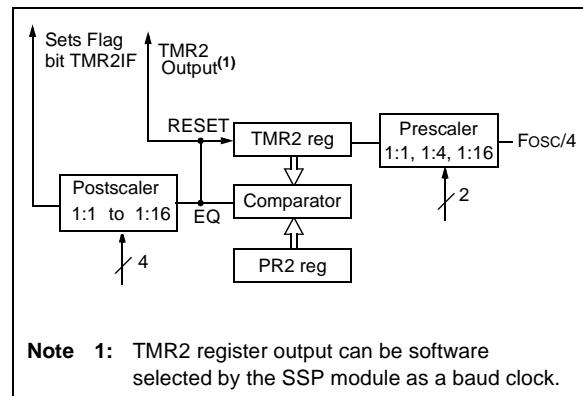 Sets Flag
bit TMR2IF
TMR2
Output(1)
RESET
TMR2 reg
Prescaler
1:1, 1:4, 1:16
FOSC/4
2
Postscaler
1:1 to 1:16
EQ
Comparator
4
PR2 reg
Note 1: TMR2 register output can be software
selected by the SSP module as a baud clock.